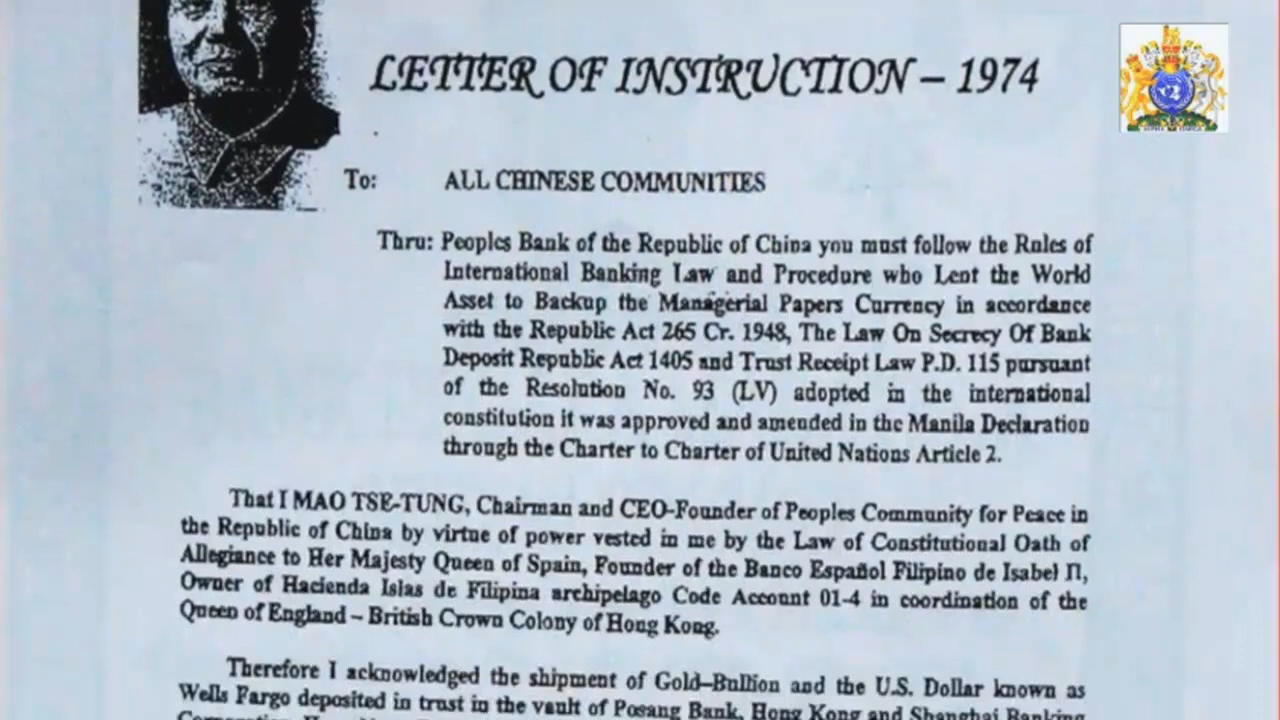 LETTER OF INSTRUCTION – 1974
To: ALL CHINESE COMMUNITIES
Thru: Peoples Bank of the Republic of China you must follow the Rules of
International Banking Law and Procedure who Lent the World
Asset to Backup the Managerial Papers Currency in accordance
with the Republic Act 265 Cr. 1948, The Law On Secrecy Of Bank
Deposit Republic Act 1405 and Trust Receipt Law P.D. 115 pursuant
of the Resolution No. 93 (LV) adopted in the international
constitution it was approved and amended in the Manila Declaration
through the Charter to Charter of United Nations Article 2.
That I MAO TSE-TUNG, Chairman and CEO-Founder of Peoples Community for Peace in
the Republic of China by virtue of power vested in me by the Law of Constitutional Oath of
Allegiance to Her Majesty Queen of Spain, Founder of the Banco Español Filipino de Isabel II,
Owner of Hacienda Islas de Filipina archipelago Code Account 01-4 in coordination of the
Queen of England – British Crown Colony of Hong Kong.
Therefore I acknowledged the shipment of Gold–Bullion and the U.S. Dollar known as
Wells Fargo deposited in trust in the vault of Posang Bank, Hong Kong and Shanghai Banking